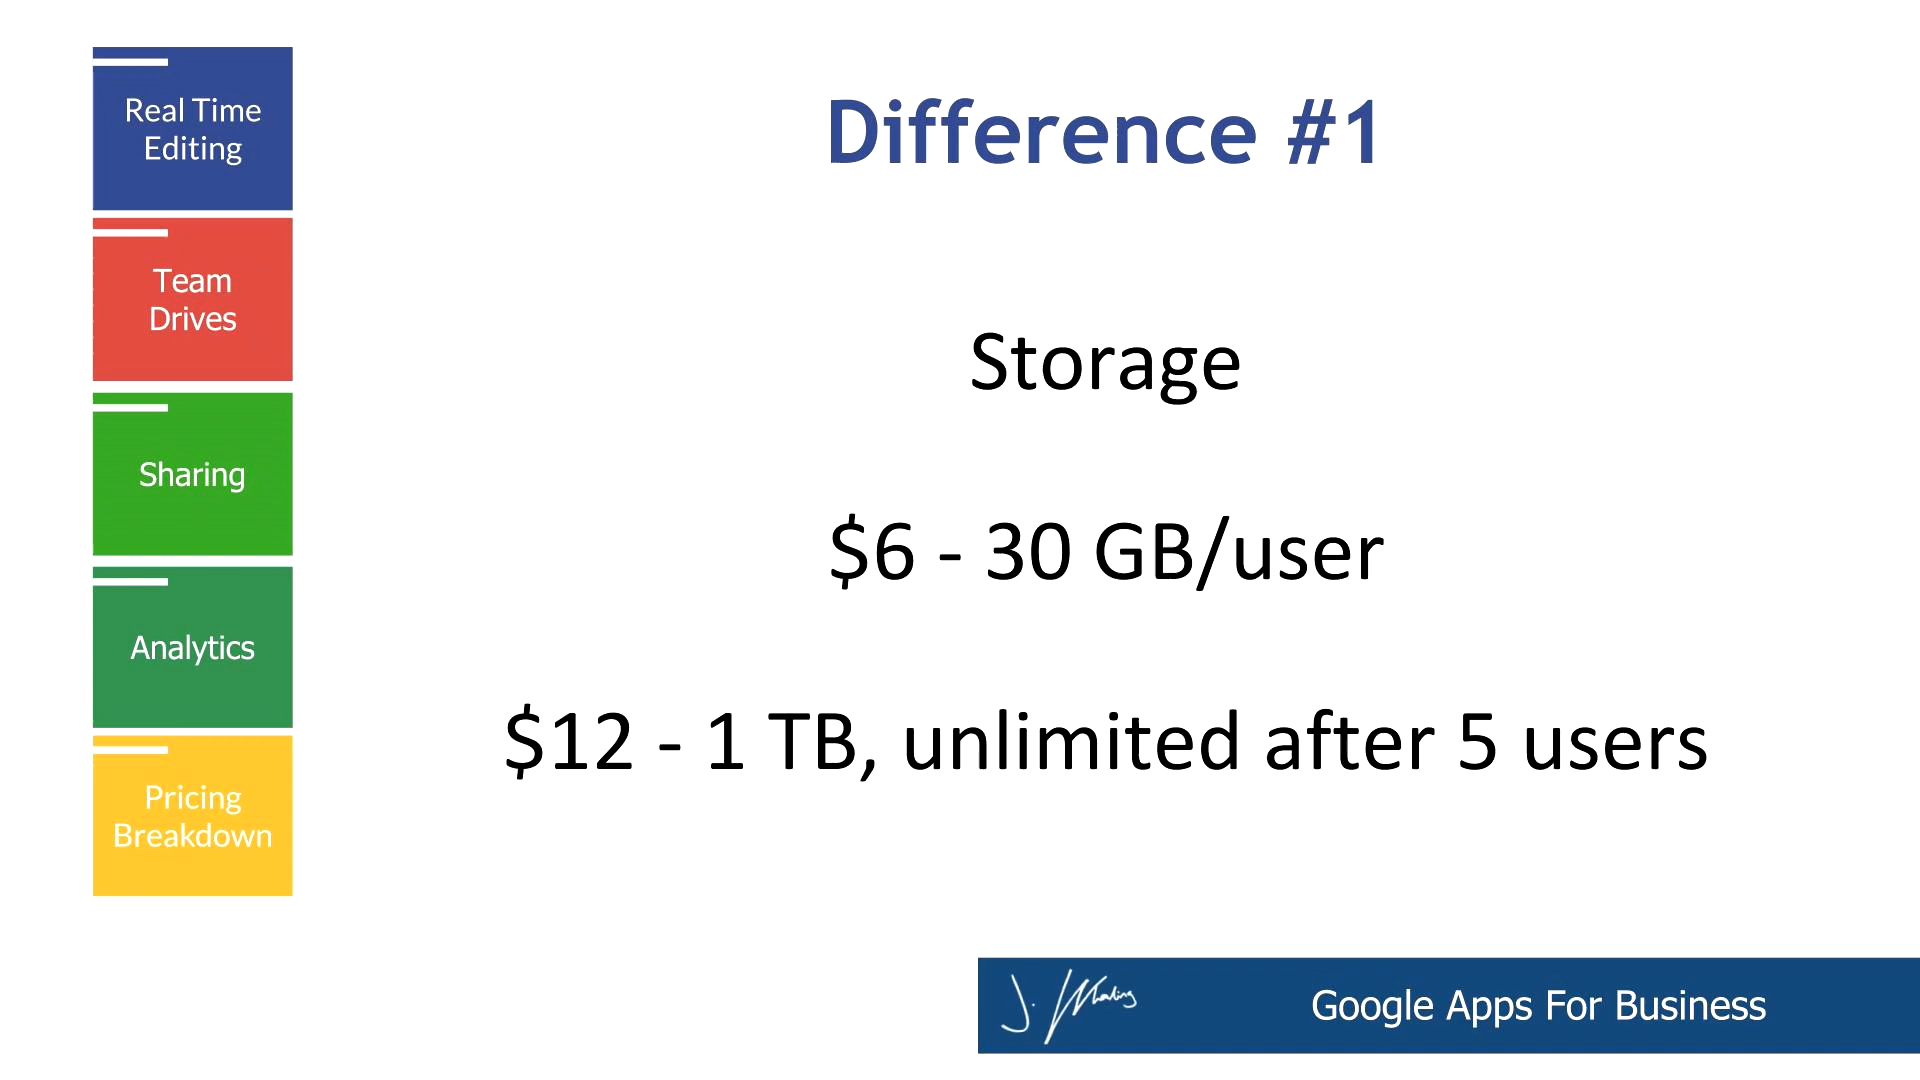 Real Time
Editing
Team
Drives
Sharing
Analytics
Pricing
Breakdown
Difference #1
Storage
$6 - 30 GB/user
$12 - 1 TB, unlimited after 5 users
Google Apps For Business